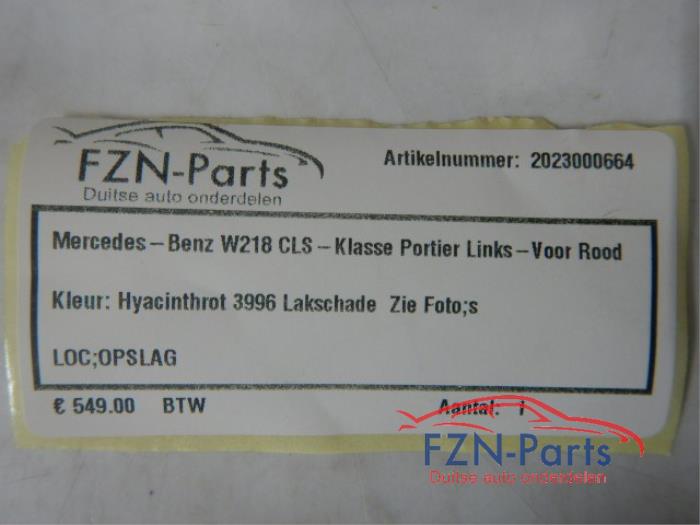 FZN-Parts
Duitse auto onderdelen
Artikelnummer: 2023000664
Mercedes-Benz W218 CLS-Klasse Portier Links-Voor Rood
Kleur: Hyacinthrot 3996 Lakschade Zie Foto;s
LOC;OPSLAG
€ 549.00 BTW
Aantal: 1
FZN-Parts
Duitse auto onderdelen